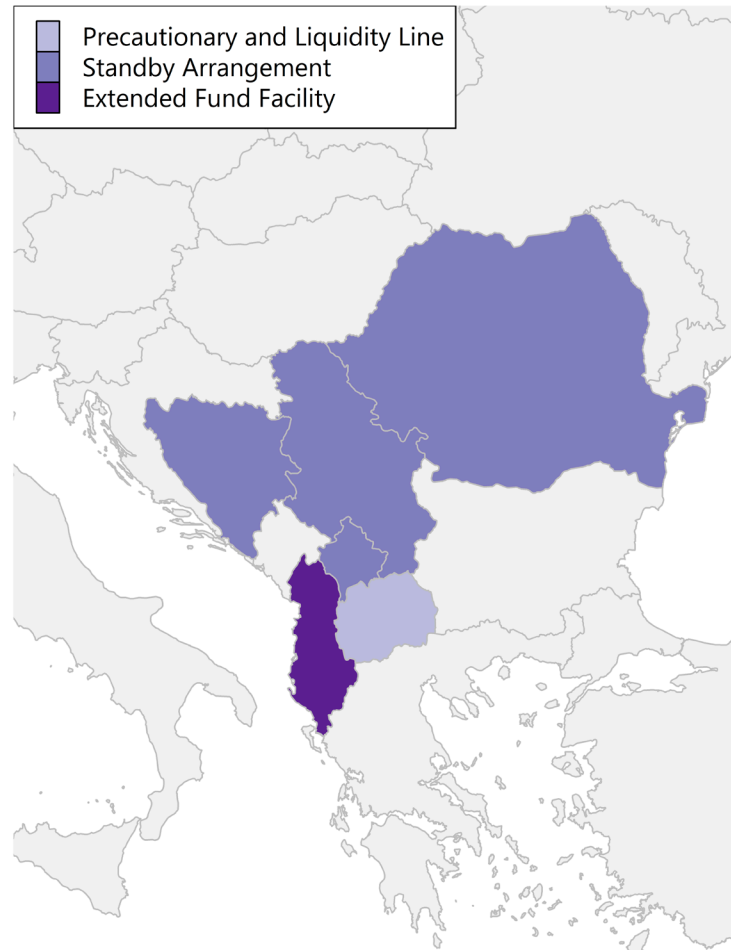 Precautionary and Liquidity Line
Standby Arrangement
Extended Fund Facility